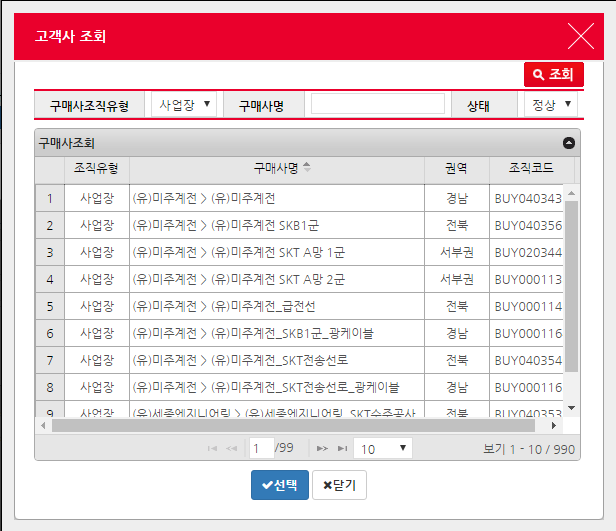 고객사 조회
조회
구매사조직유형 사업장 구매사명 상태 정상
구매사조회
조직유형 구매사명 권역 조직코드
1 사업장 (유)미주계전 > (유)미주계전 경남 BUY040343
2 사업장 (유)미주계전 > (유)미주계전 SKB1군 전북 BUY040356
3 사업장 (유)미주계전 > (유)미주계전 SKT A망 1군 서부권 BUY020344
4 사업장 (유)미주계전 > (유)미주계전 SKT A망 2군 서부권 BUY000113
5 사업장 (유)미주계전 > (유)미주계전_급전선 전북 BUY000114
6 사업장 (유)미주계전 > (유)미주계전_SKB1군_광케이블 경남 BUY000116
7 사업장 (유)미주계전 > (유)미주계전_SKT전송선로 전북 BUY040354
8 사업장 (유)미주계전 > (유)미주계전_SKT전송선로_광케이블 경남 BUY000116
9 사업장 (유)세종엔지니어링 > (유)세종엔지니어링_SKT수주공사 전북 BUY040353
1 /99 10 보기 1 - 10 / 990
선택 닫기